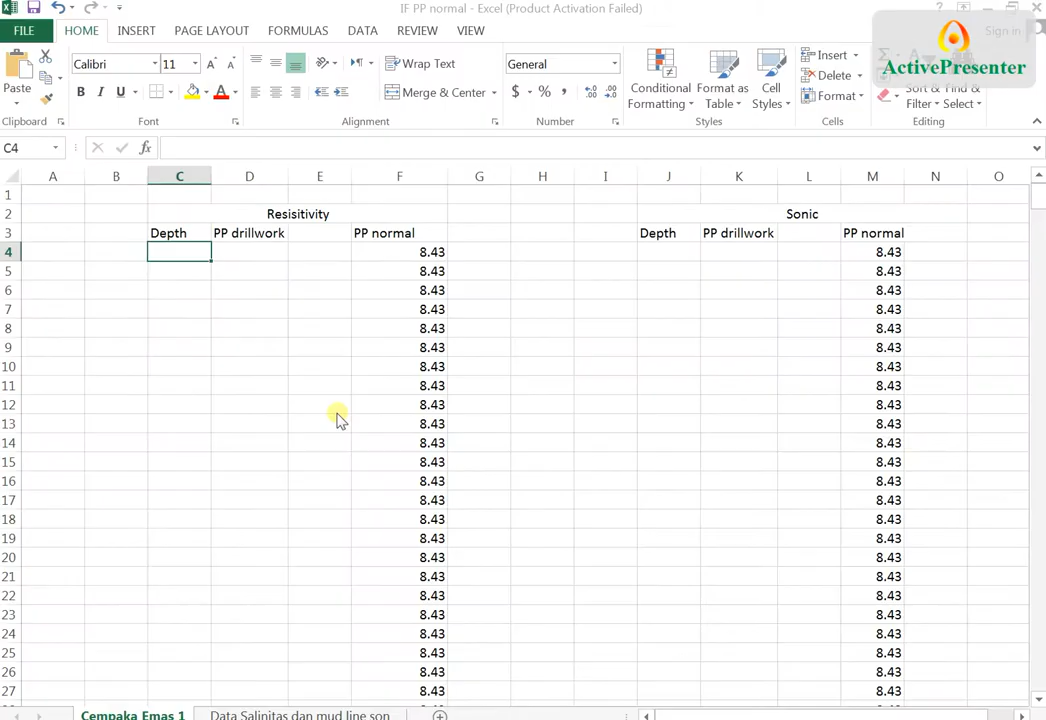 IF PP normal - Excel (Product Activation Failed)
?
FILE HOME INSERT PAGE LAYOUT FORMULAS DATA REVIEW VIEW
Sign in
ActivePresenter
Paste
Calibri 11
B I U A
Wrap Text
Merge & Center
General
$ % ,
Conditional Formatting
Format as Table
Cell Styles
Insert
Delete
Format
Sort & Find &
Filter Select
Clipboard Font Alignment Number Styles Cells Editing
C4 fx
A B C D E F G H I J K L M N O
1
2 Resisitivity Sonic
3 Depth PP drillwork PP normal Depth PP drillwork PP normal
4 8.43 8.43
5 8.43 8.43
6 8.43 8.43
7 8.43 8.43
8 8.43 8.43
9 8.43 8.43
10 8.43 8.43
11 8.43 8.43
12 8.43 8.43
13 8.43 8.43
14 8.43 8.43
15 8.43 8.43
16 8.43 8.43
17 8.43 8.43
18 8.43 8.43
19 8.43 8.43
20 8.43 8.43
21 8.43 8.43
22 8.43 8.43
23 8.43 8.43
24 8.43 8.43
25 8.43 8.43
26 8.43 8.43
27 8.43 8.43
Cempaka Emas 1 Data Salinitas dan mud line son